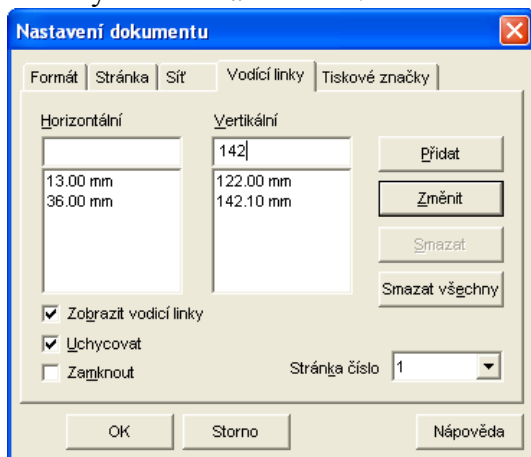 Nastavení dokumentu
Formát Stránka Síť Vodící linky Tiskové značky
Horizontální Vertikální
142
Přidat
13.00 mm 122.00 mm
36.00 mm 142.10 mm
Změnit
Smazat
Smazat všechny
Zobrazit vodicí linky
Uchycovat
Zamknout
Stránka číslo 1
OK Storno Nápověda